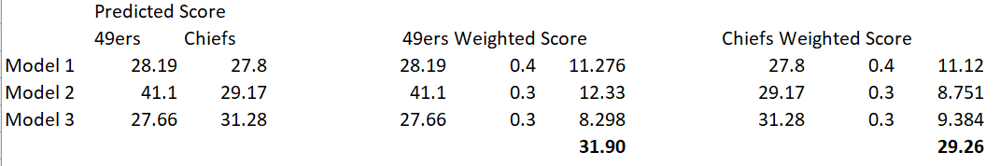 Predicted Score
49ers Chiefs 49ers Weighted Score Chiefs Weighted Score
Model 1 28.19 27.8 28.19 0.4 11.276 27.8 0.4 11.12
Model 2 41.1 29.17 41.1 0.3 12.33 29.17 0.3 8.751
Model 3 27.66 31.28 27.66 0.3 8.298 31.28 0.3 9.384
31.90 29.26